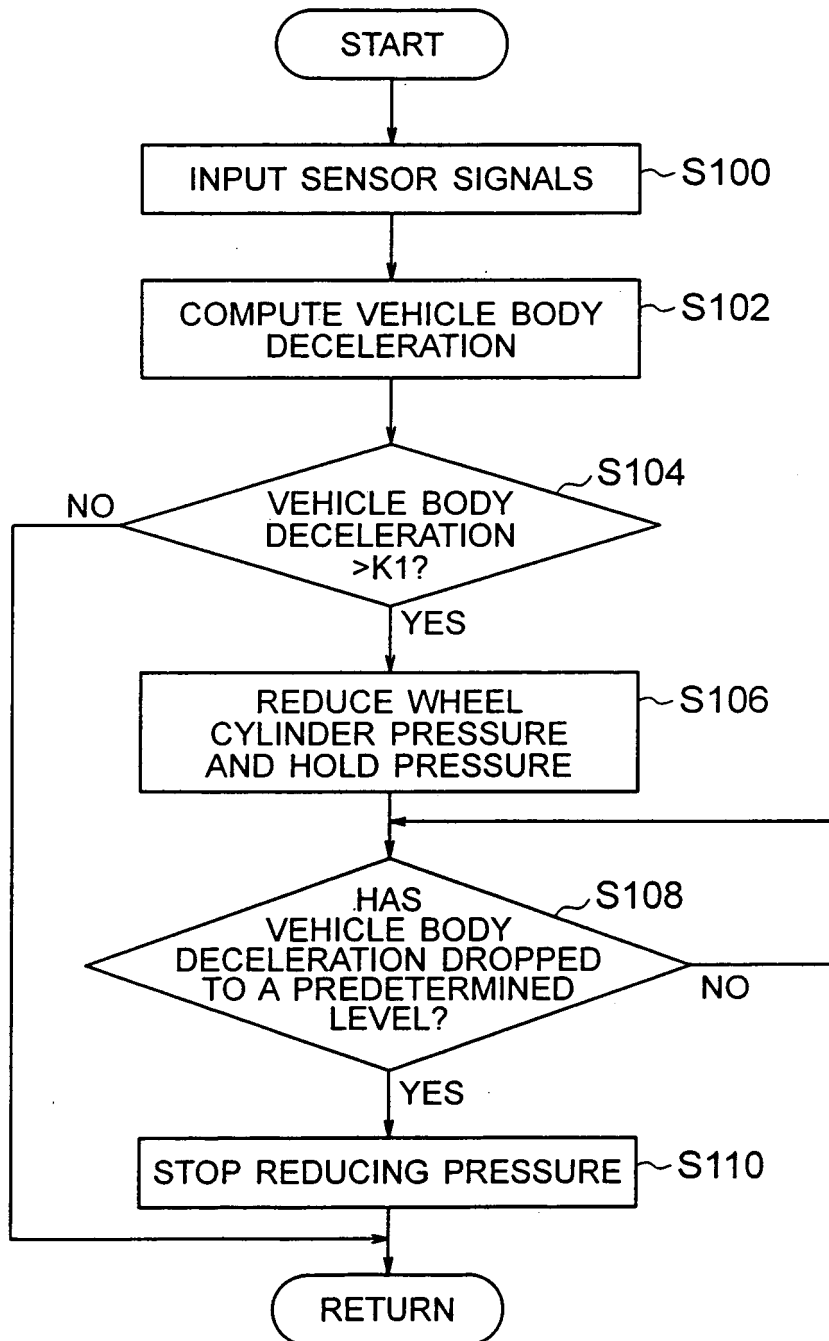 START
INPUT SENSOR SIGNALS
S100
COMPUTE VEHICLE BODY
DECELERATION
S102
S104
NO
VEHICLE BODY
DECELERATION
>K1?
YES
REDUCE WHEEL
CYLINDER PRESSURE
AND HOLD PRESSURE
S106
HAS
VEHICLE BODY
DECELERATION DROPPED
TO A PREDETERMINED
LEVEL?
S108
NO
YES
STOP REDUCING PRESSURE
S110
RETURN